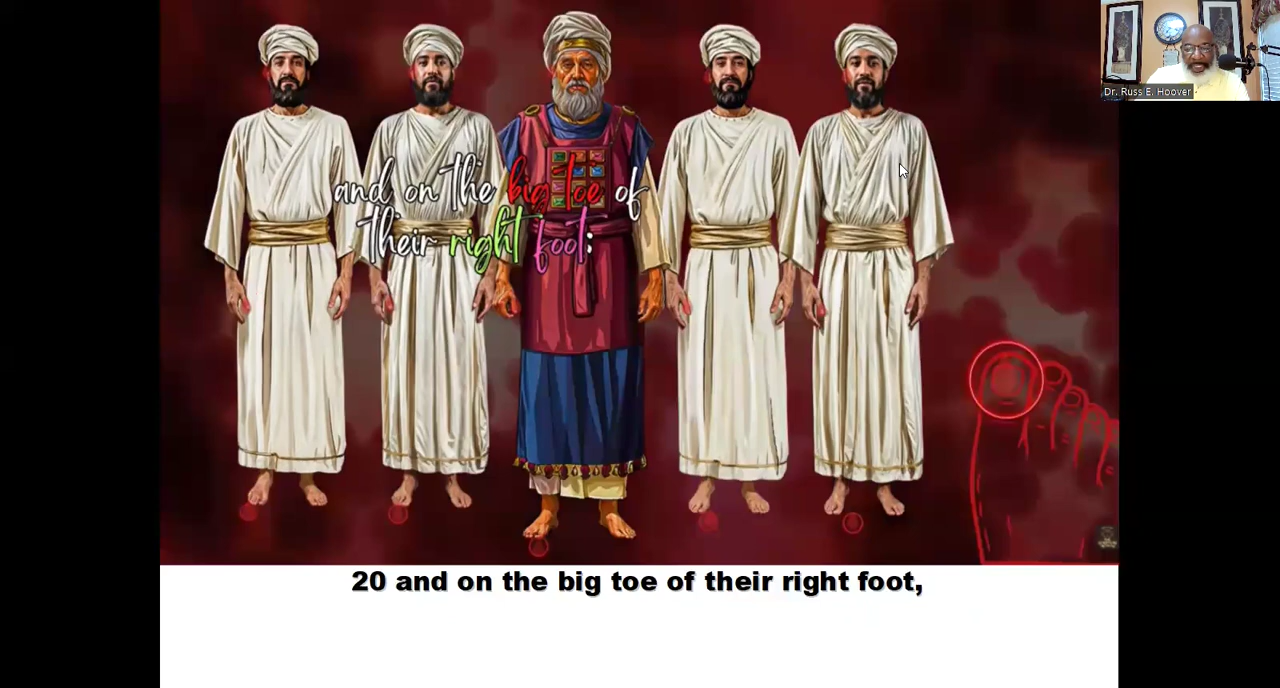 Dr. Russ E. Hoover
and on the big toe of
their right foot:
20 and on the big toe of their right foot,